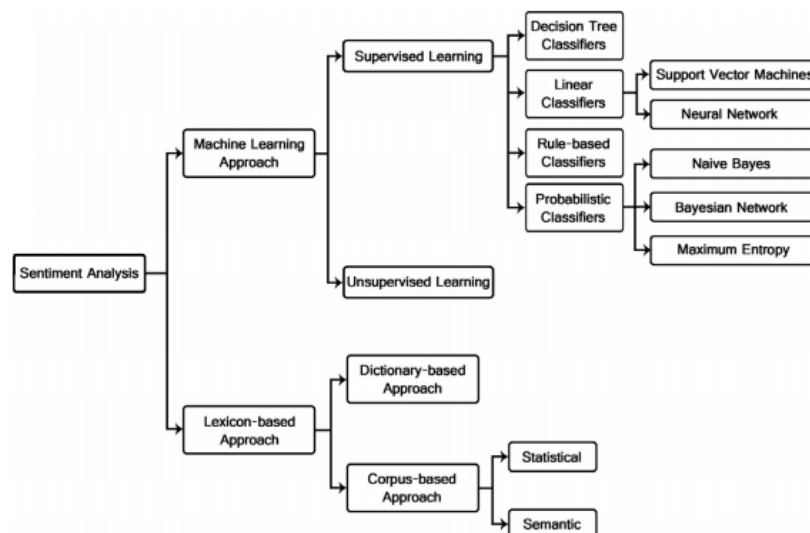 Decision Tree
Classifiers
Supervised Learning
Linear
Classifiers
Support Vector Machines
Neural Network
Machine Learning
Approach
Rule-based
Classifiers
Naive Bayes
Probabilistic
Classifiers
Bayesian Network
Maximum Entropy
Sentiment Analysis
Unsupervised Learning
Dictionary-based
Approach
Lexicon-based
Approach
Statistical
Corpus-based
Approach
Semantic